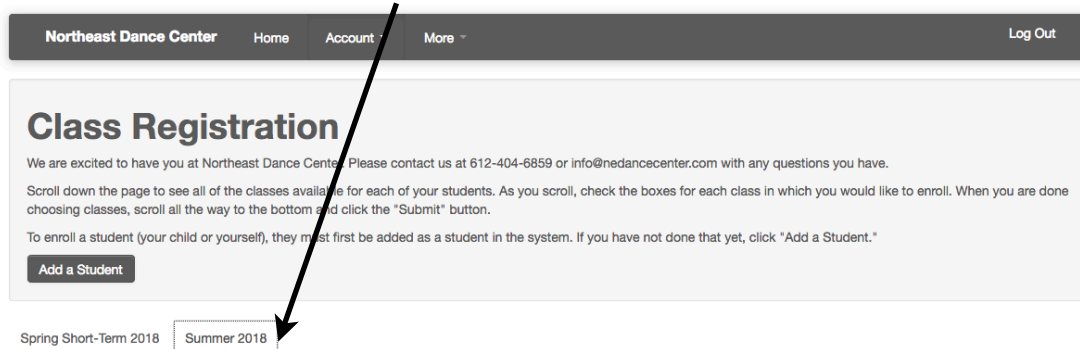 Northeast Dance Center Home Account More Log Out
Class Registration
We are excited to have you at Northeast Dance Center. Please contact us at 612-404-6859 or info@nedancecenter.com with any questions you have.
Scroll down the page to see all of the classes available for each of your students. As you scroll, check the boxes for each class in which you would like to enroll. When you are done
choosing classes, scroll all the way to the bottom and click the "Submit" button.
To enroll a student (your child or yourself), they must first be added as a student in the system. If you have not done that yet, click "Add a Student."
Add a Student
Spring Short-Term 2018 Summer 2018